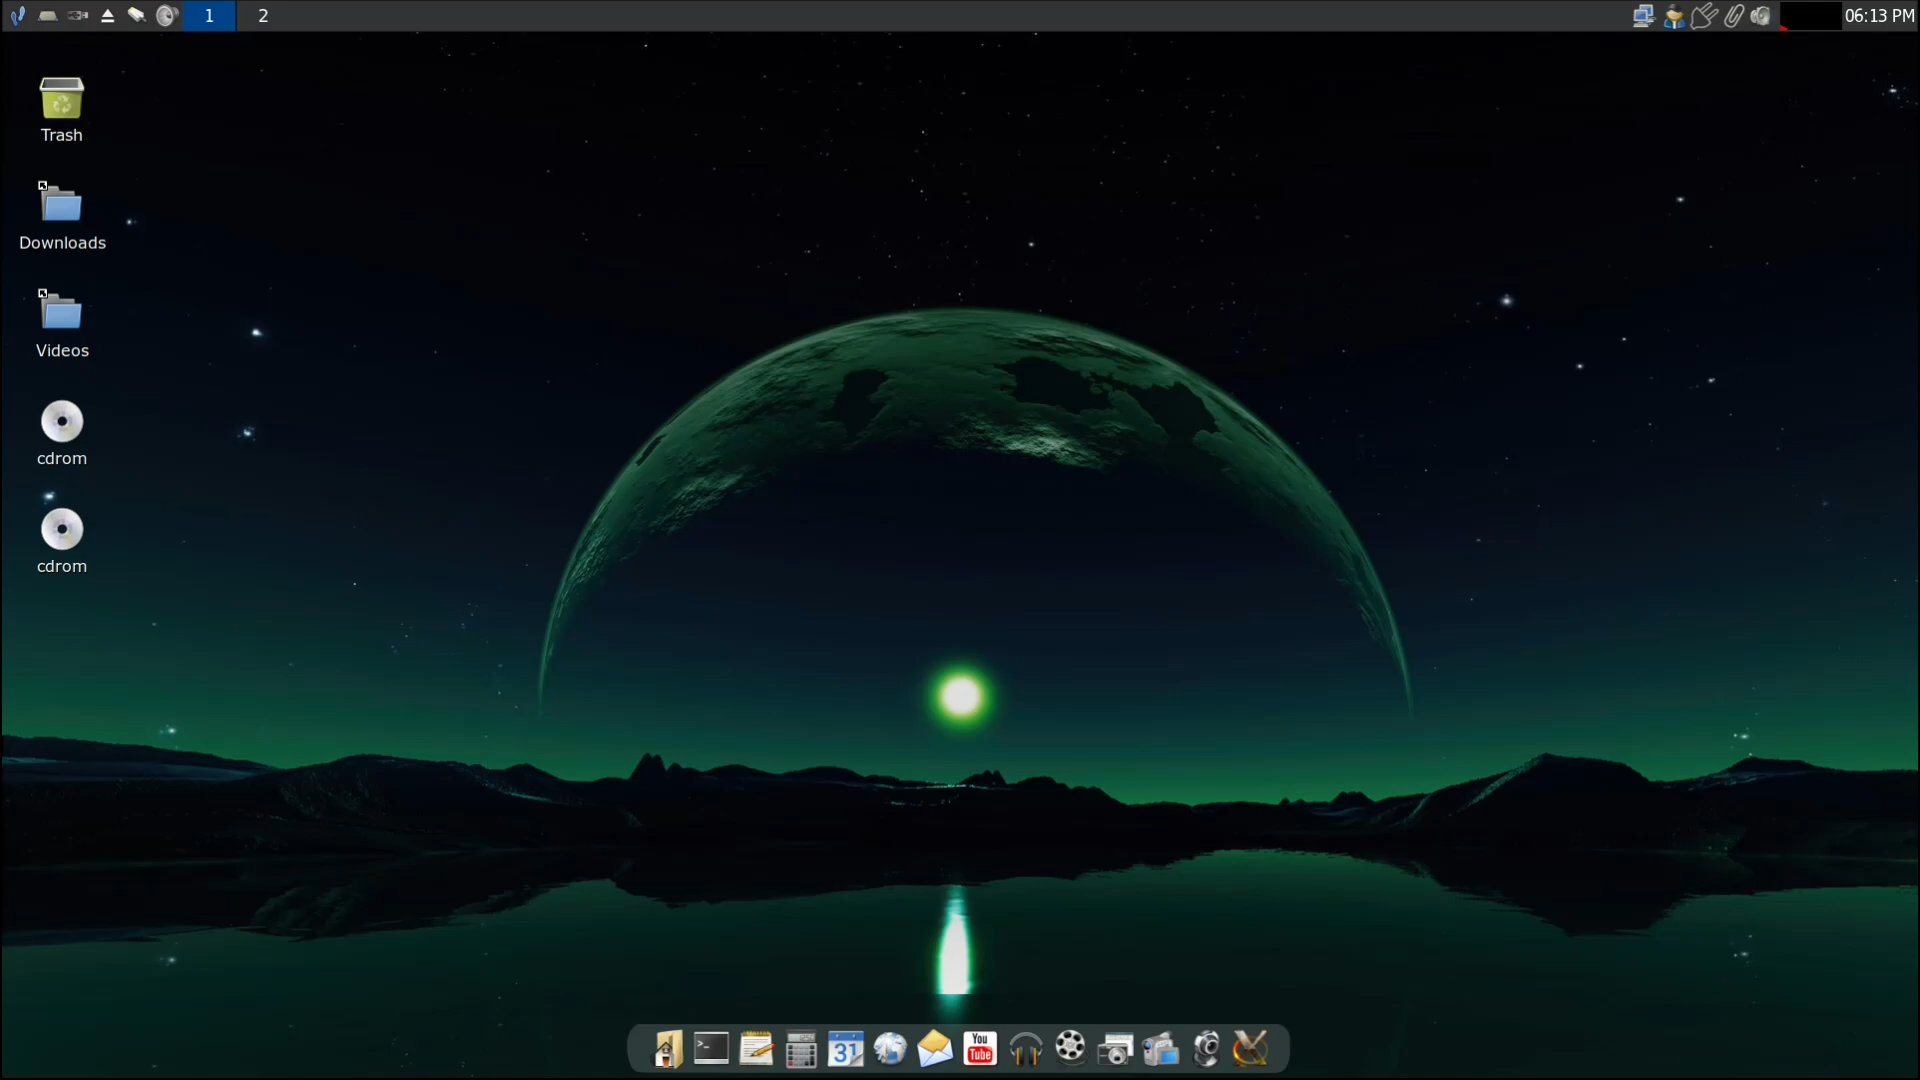 1
2
06:13 PM
Trash
Downloads
Videos
cdrom
cdrom
>_
31
You
Tube